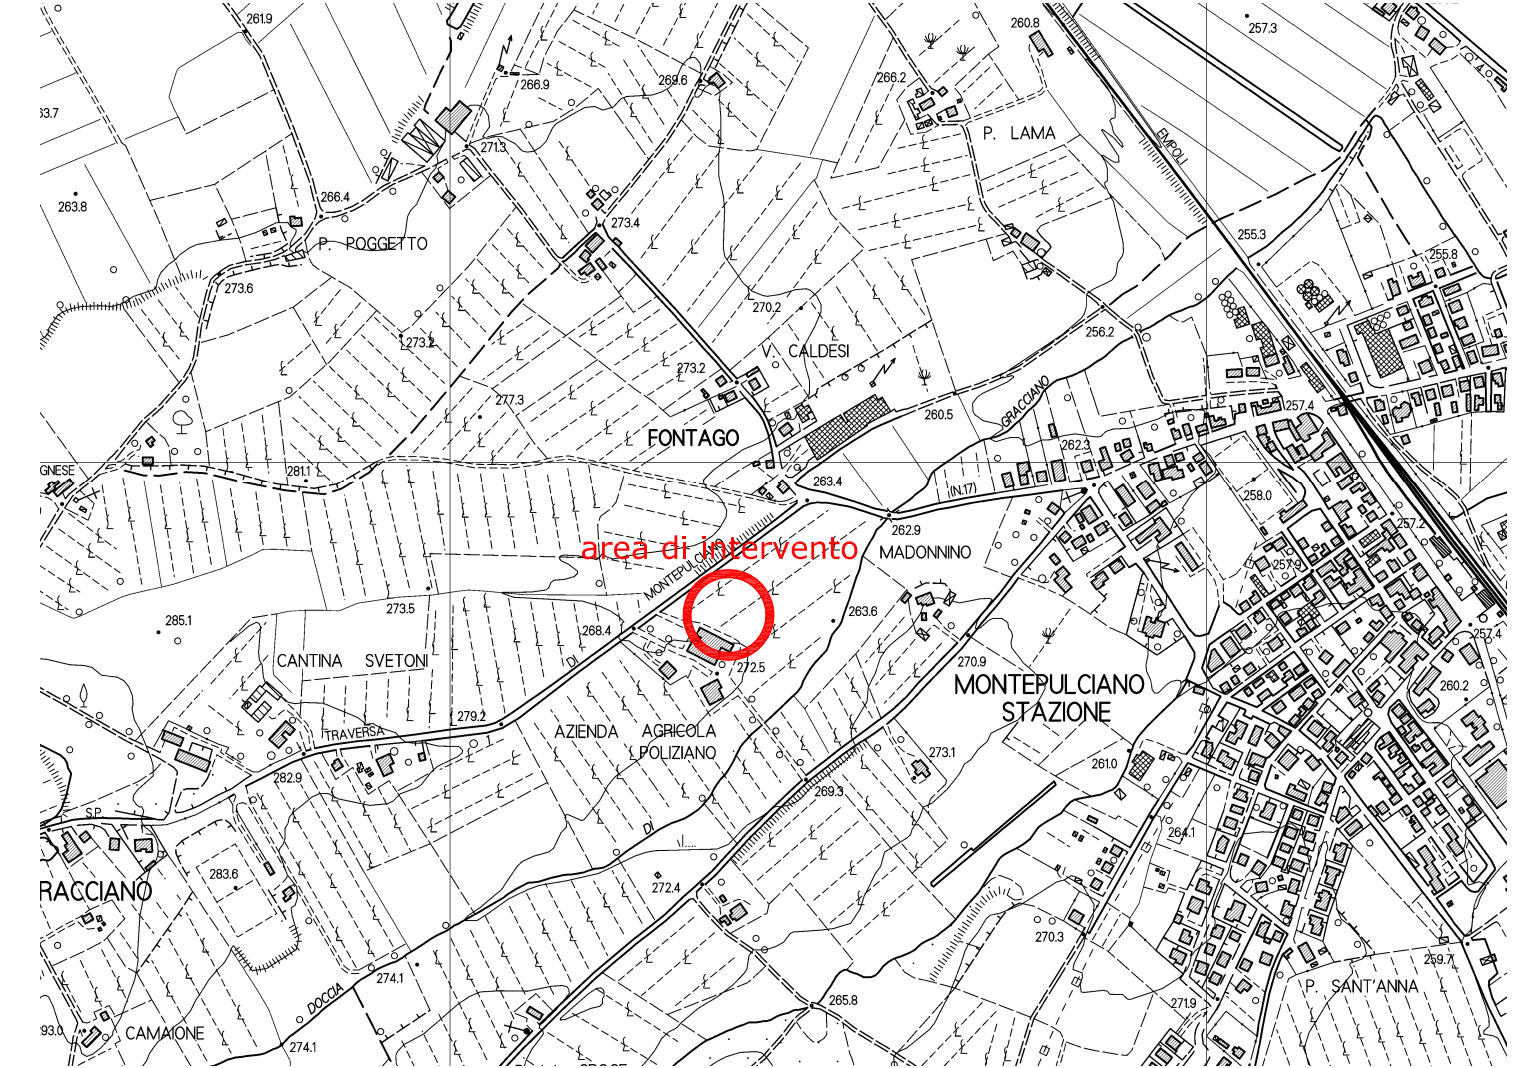 261.9
260.8
257.3
266.9
269.6
266.2
63.7
P. LAMA
EMPOLI
271.3
266.4
263.8
273.4
255.3
P. POGGETTO
255.8
273.6
270.2
256.2
273.2
V. CALDESI
273.2
277.3
260.5
GRACCIANO
257.4
FONTAGO
262.3
GNESE
281.1
263.4
(N.17)
258.0
257.2
262.9
area di intervento
MADONNINO
257.9
273.5
MONTEPULCIANO
263.6
285.1
268.4
257.4
CANTINA SVETONI
DI
272.5
270.9
MONTEPULCIANO
STAZIONE
260.2
279.2
TRAVERSA
AZIENDA AGRICOLA
POLIZIANO
273.1
261.0
282.9
269.3
S.P.
DI
264.1
283.6
272.4
RACCIANO
270.3
259.7
274.1
P. SANT'ANNA
DOCCIA
265.8
271.9
93.0
CAMAIONE
274.1